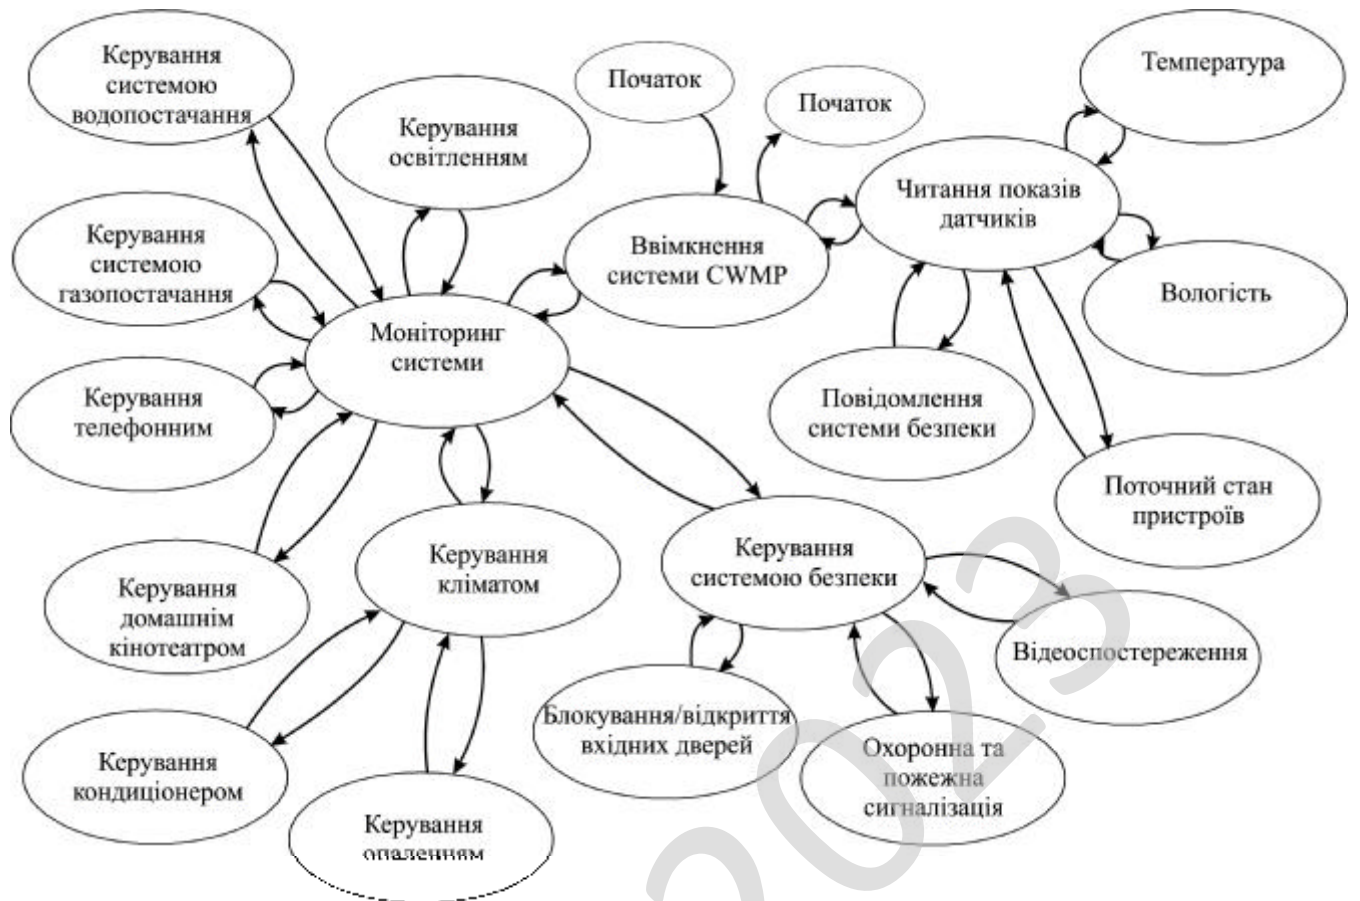 Керування
системою
водопостачання
Керування
освітленням
Початок
Початок
Температура
Читання показів
датчиків
Керування
системою
газопостачання
Ввімкнення
системи CWMP
Вологість
Моніторинг
системи
Керування
телефонним
Повідомлення
системи безпеки
Поточний стан
пристроїв
Керування
домашнім
кінотеатром
Керування
кліматом
Керування
системою безпеки
Відеоспостереження
Блокування/відкриття
вхідних дверей
Охоронна та
пожежна
сигналізація
Керування
кондиціонером
Керування
опаленням
2023